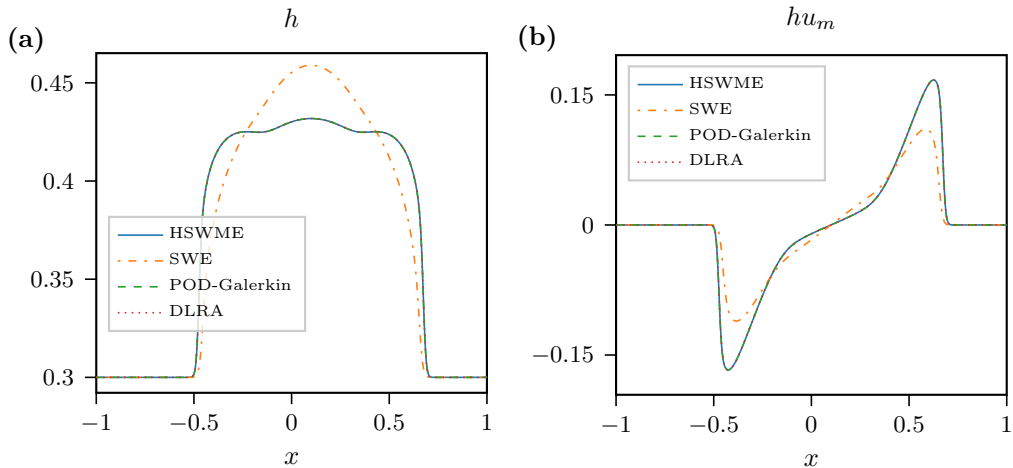 (a)
h
0.45
0.4
0.35
0.3
HSWME
SWE
POD-Galerkin
DLRA
−1
−0.5
0
0.5
1
x
(b)
hu_m
0.15
0
−0.15
HSWME
SWE
POD-Galerkin
DLRA
−1
−0.5
0
0.5
1
x